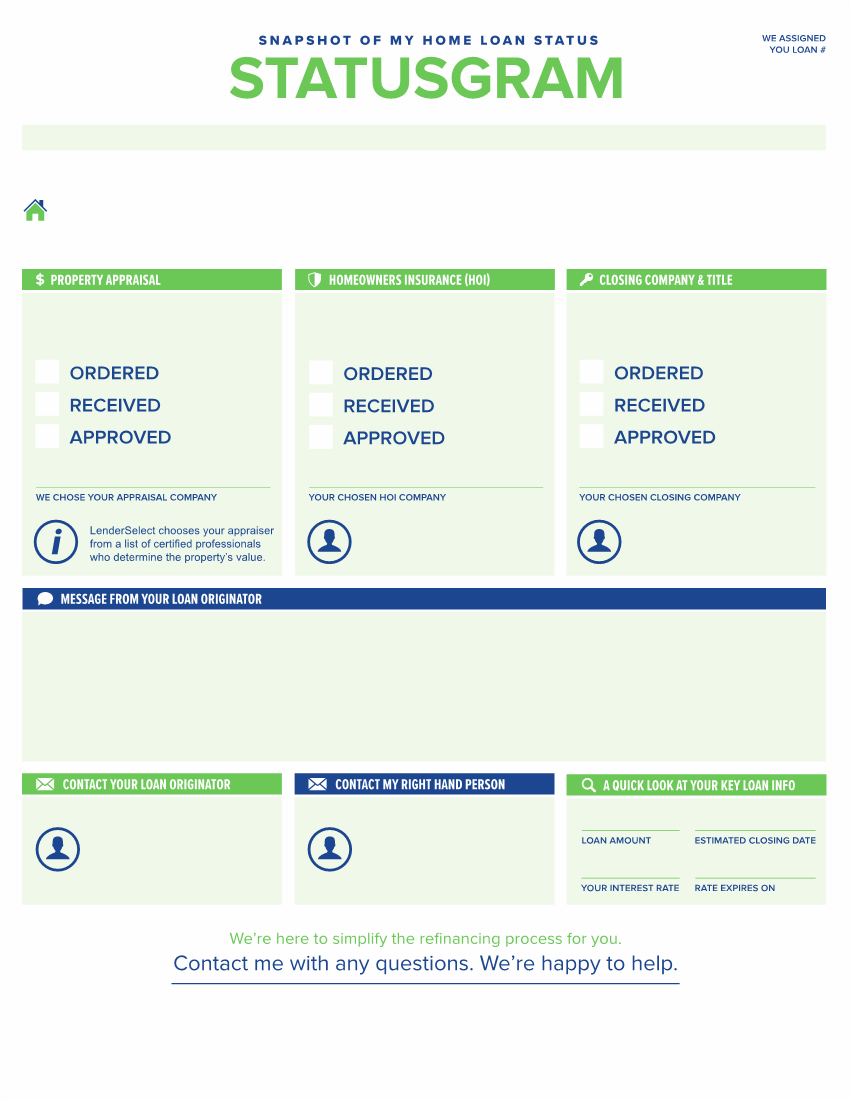 SNAPSHOT OF MY HOME LOAN STATUS
STATUSGRAM
WE ASSIGNED
YOU LOAN #
$ PROPERTY APPRAISAL
ORDERED
RECEIVED
APPROVED
WE CHOSE YOUR APPRAISAL COMPANY
i
LenderSelect chooses your appraiser
from a list of certified professionals
who determine the property's value.
HOMEOWNERS INSURANCE (HOI)
ORDERED
RECEIVED
APPROVED
YOUR CHOSEN HOI COMPANY
CLOSING COMPANY & TITLE
ORDERED
RECEIVED
APPROVED
YOUR CHOSEN CLOSING COMPANY
MESSAGE FROM YOUR LOAN ORIGINATOR
CONTACT YOUR LOAN ORIGINATOR
CONTACT MY RIGHT HAND PERSON
A QUICK LOOK AT YOUR KEY LOAN INFO
LOAN AMOUNT
ESTIMATED CLOSING DATE
YOUR INTEREST RATE
RATE EXPIRES ON
We're here to simplify the refinancing process for you.
Contact me with any questions. We're happy to help.